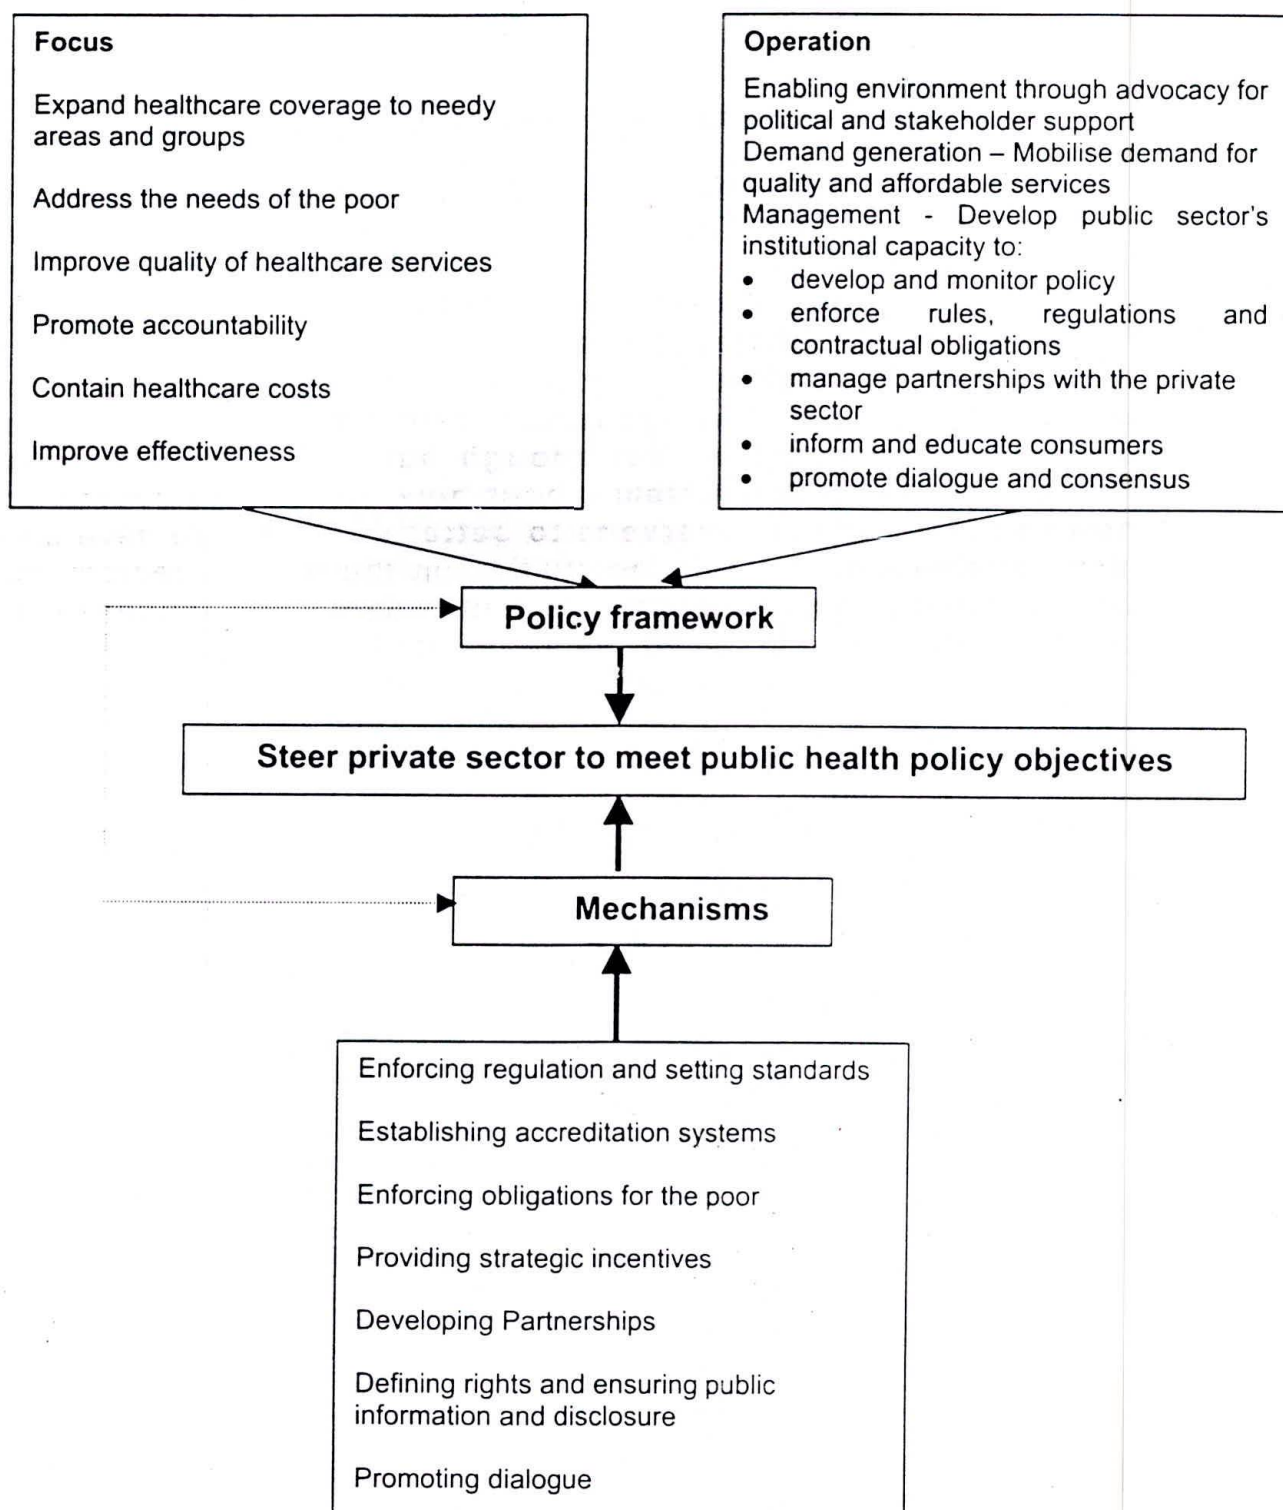 Focus
Expand healthcare coverage to needy
areas and groups
Address the needs of the poor
Improve quality of healthcare services
Promote accountability
Contain healthcare costs
Improve effectiveness
Operation
Enabling environment through advocacy for
political and stakeholder support
Demand generation – Mobilise demand for
quality and affordable services
Management - Develop public sector's
institutional capacity to:
• develop and monitor policy
• enforce rules, regulations and
contractual obligations
• manage partnerships with the private
sector
• inform and educate consumers
• promote dialogue and consensus
Policy framework
Steer private sector to meet public health policy objectives
Mechanisms
Enforcing regulation and setting standards
Establishing accreditation systems
Enforcing obligations for the poor
Providing strategic incentives
Developing Partnerships
Defining rights and ensuring public
information and disclosure
Promoting dialogue